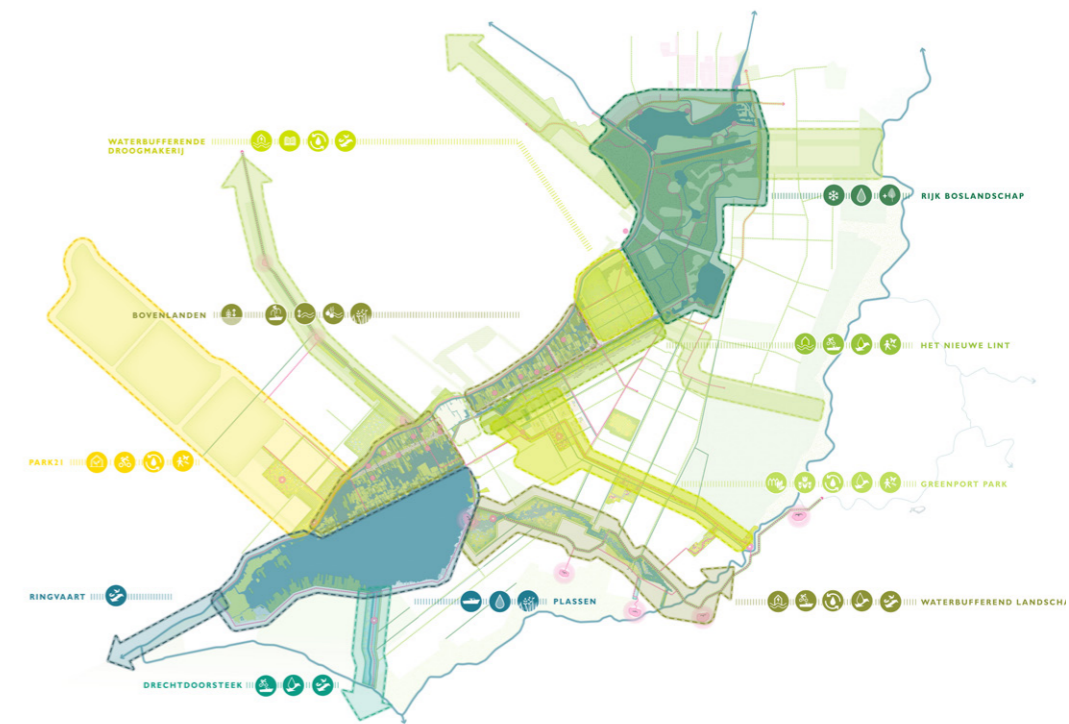 WATERBUFFERENDE
DROOGMAKERIJ
RIJK BOSLANDSCHAP
BOVENLANDEN
HET NIEUWE LINT
PARK21
GREENPORT PARK
RINGVAART
PLASSEN
WATERBUFFEREND LANDSCHA
DRECHTDOORSTEEK